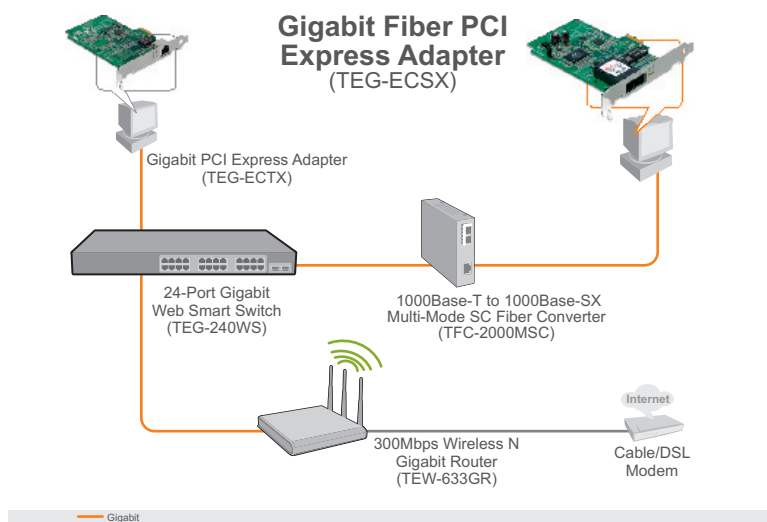 Gigabit Fiber PCI
Express Adapter
(TEG-ECSX)
Gigabit PCI Express Adapter
(TEG-ECTX)
24-Port Gigabit
Web Smart Switch
(TEG-240WS)
1000Base-T to 1000Base-SX
Multi-Mode SC Fiber Converter
(TFC-2000MSC)
300Mbps Wireless N
Gigabit Router
(TEW-633GR)
Internet
Cable/DSL
Modem
Gigabit